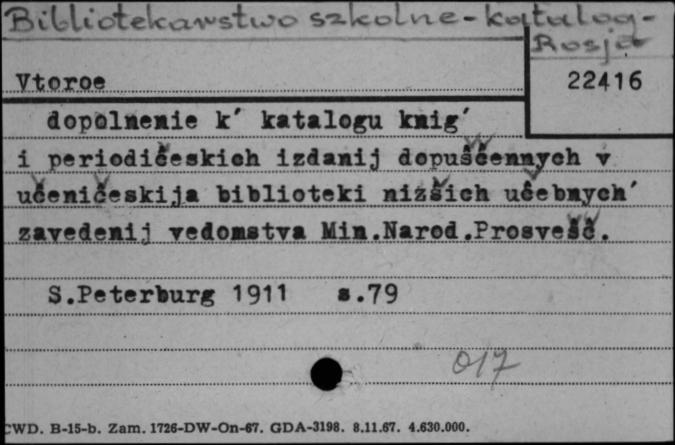 Bibliotekarstwo szkolne-katalog-
Rosja
Vtoroe
22416
dopolnenie k′ katalogu knig′
i periodičeskich izdanij dopuščennych v
učeničeskija biblioteki nizšich učebnych′
zavedenij vedomstva Min.Narod.Prosvešč.
S.Peterburg 1911 s.79
017
CWD. B-15-b. Zam. 1726-DW-On-67. GDA-3198. 8.11.67. 4.630.000.